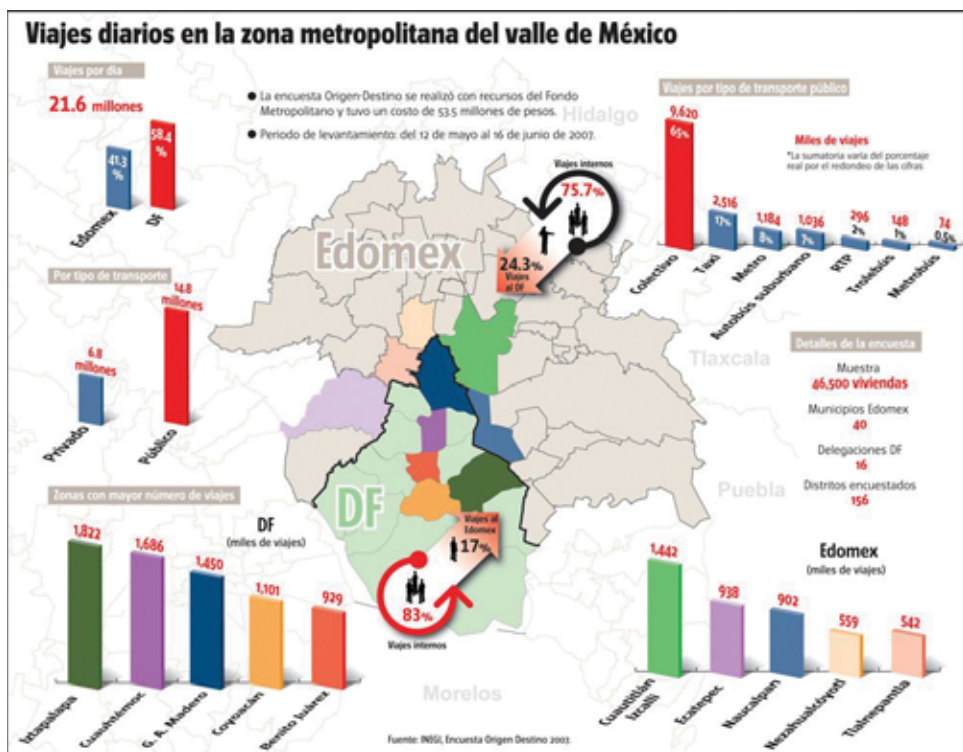 Viajes diarios en la zona metropolitana del valle de México
Viajes por dia
21.6 millones
58.4
%
41.3
%
Edomex
DF
● La encuesta Origen-Destino se realizó con recursos del Fondo
Metropolitano y tuvo un costo de 53.5 millones de pesos.
● Periodo de levantamiento: del 12 de mayo al 16 de junio de 2007.
Hidalgo
Viajes por tipo de transporte público
9,620
65%
Miles de viajes
*La sumatoria varía del porcentaje
real por el redondeo de las cifras
2,516
17%
1,184
8%
1,036
7%
296
2%
148
1%
74
0.5%
Colectivo
Taxi
Metro
Autobús suburbano
RTP
Trolebús
Metrobús
Viajes internos
75.7%
24.3%
Viajes
al DF
Edomex
Por tipo de transporte
14.8
millones
6.8
millones
Privado
Público
Tlaxcala
Detalles de la encuesta
Muestra
46,500 viviendas
Municipios Edomex
40
Delegaciones DF
16
Distritos encuestados
156
Puebla
Zonas con mayor número de viajes
DF
(miles de viajes)
1,822
1,686
1,450
1,101
929
Iztapalapa
Cuauhtémoc
G. A. Madero
Coyoacán
Benito Juárez
DF
Viajes al
Edomex
17%
83%
Viajes internos
Morelos
Edomex
(miles de viajes)
1,442
938
902
559
542
Cuautitlán
Izcalli
Ecatepec
Naucalpan
Nezahualcóyotl
Tlalnepantla
Fuente: INEGI, Encuesta Origen Destino 2007.